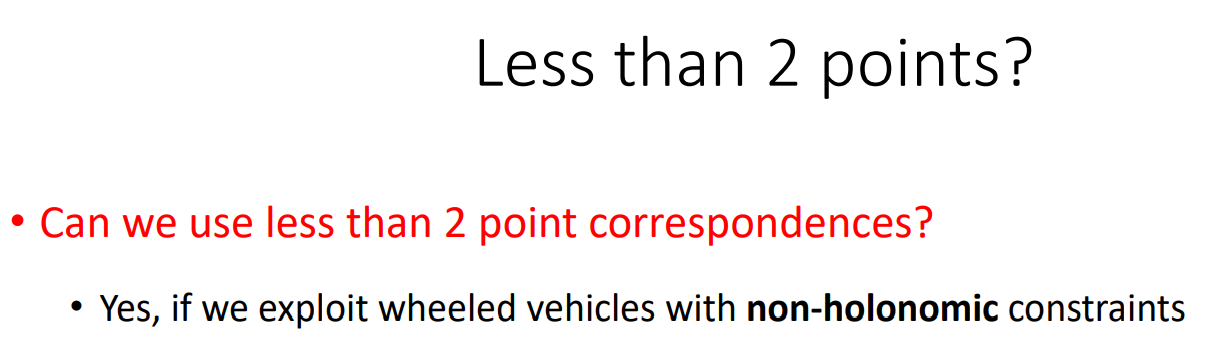 Less than 2 points?
• Can we use less than 2 point correspondences?
• Yes, if we exploit wheeled vehicles with non-holonomic constraints